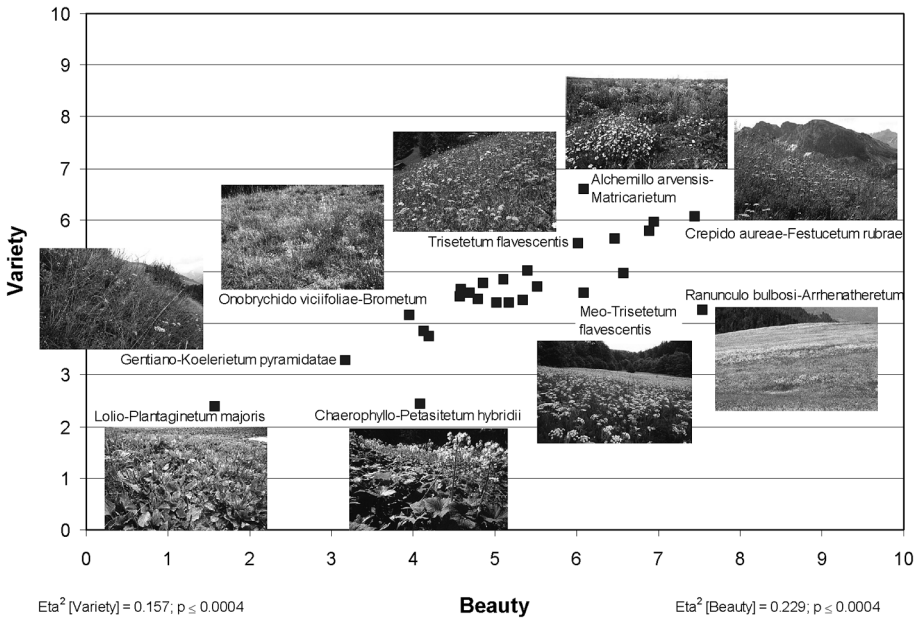 10
9
8
7
6
3
2
1
0
Variety
Alchemillo arvensis-
Matricarietum
Trisetetum flavescentis
Crepido aureae-Festucetum rubrae
Onobrychido viciifoliae-Brometum
Ranunculo bulbosi-Arrhenatheretum
Meo-Trisetetum
flavescentis
Gentiano-Koelerietum pyramidatae
Lolio-Plantaginetum majoris
Chaerophyllo-Petasitetum hybridii
0 1 2 3 4 5 6 7 8 9 10
Eta² [Variety] = 0.157; p ≤ 0.0004
Beauty
Eta² [Beauty] = 0.229; p ≤ 0.0004